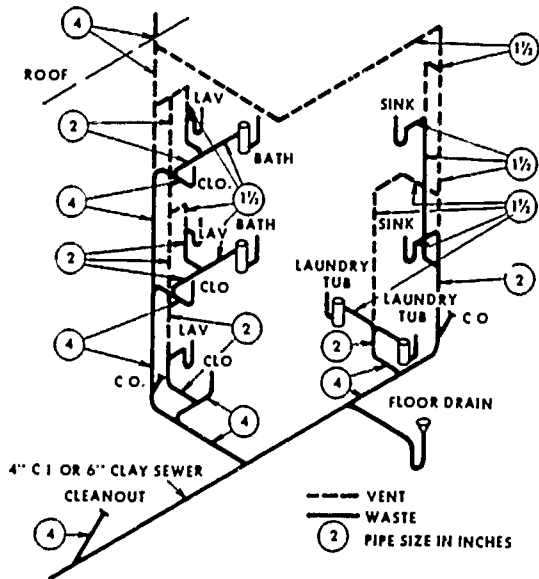 4
1½
ROOF
LAV
SINK
2
BATH
4
CLO.
1½
1½
LAV
BATH
1½
2
SINK
CLO
LAUNDRY
TUB
LAUNDRY
TUB
2
4
LAV
2
CLO
C O
2
C O.
4
FLOOR DRAIN
4
4" C I OR 6" CLAY SEWER
CLEANOUT
4
VENT
WASTE
2 PIPE SIZE IN INCHES